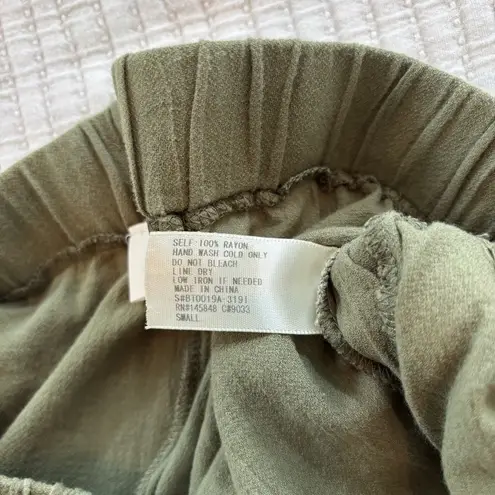 SELF:100% RAYON
HAND WASH COLD ONLY
DO NOT BLEACH
LINE DRY
LOW IRON IF NEEDED
MADE IN CHINA
S#BT0019A-3191
RN#145848 C#9033
SMALL